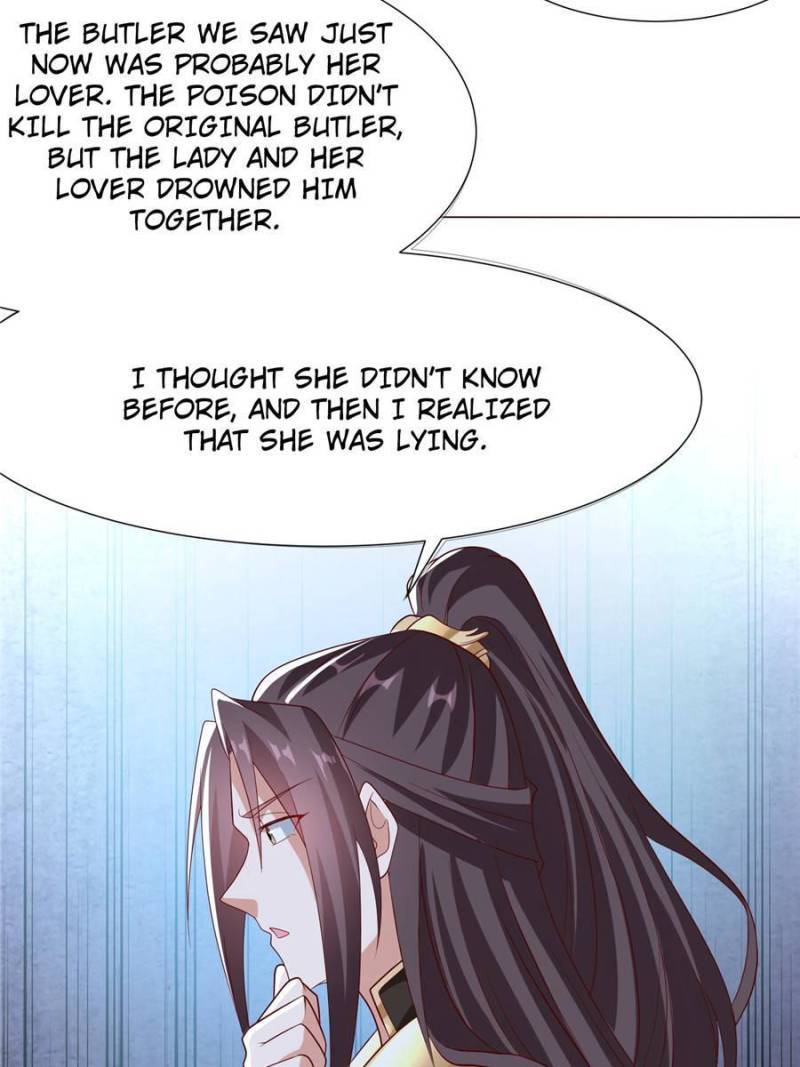 THE BUTLER WE SAW JUST
NOW WAS PROBABLY HER
LOVER. THE POISON DIDN'T
KILL THE ORIGINAL BUTLER,
BUT THE LADY AND HER
LOVER DROWNED HIM
TOGETHER.
I THOUGHT SHE DIDN'T KNOW
BEFORE, AND THEN I REALIZED
THAT SHE WAS LYING.